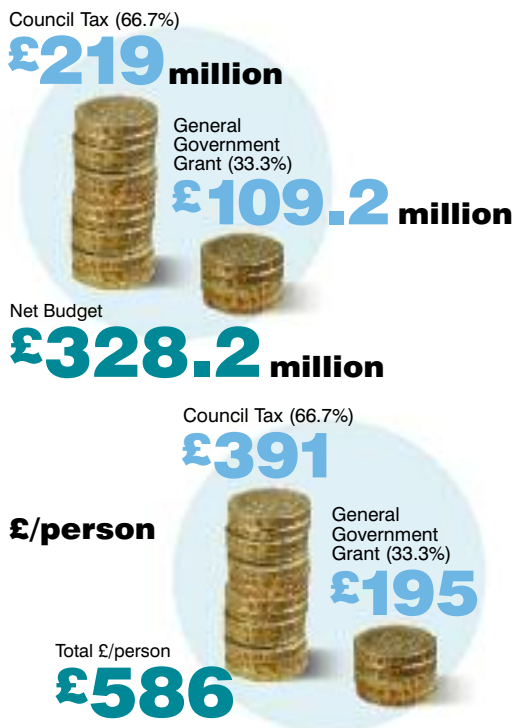 Council Tax (66.7%)
£219 million
General
Government
Grant (33.3%)
£109.2 million
Net Budget
£328.2 million
Council Tax (66.7%)
£391
£/person
General
Government
Grant (33.3%)
£195
Total £/person
£586